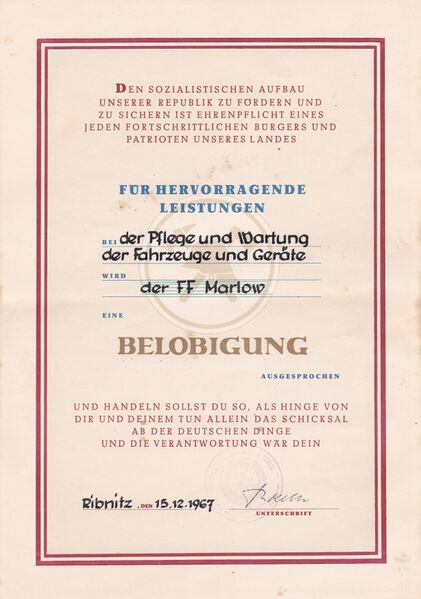 DEN SOZIALISTISCHEN AUFBAU
UNSERER REPUBLIK ZU FÖRDERN UND
ZU SICHERN IST EHRENPFLICHT EINES
JEDEN FORTSCHRITTLICHEN BÜRGERS UND
PATRIOTEN UNSERES LANDES
FÜR HERVORRAGENDE
LEISTUNGEN
BEI der Pflege und Wartung
der Fahrzeuge und Geräte
WIRD
der FF Marlow
EINE
BELOBIGUNG
AUSGESPROCHEN
UND HANDELN SOLLST DU SO, ALS HINGE VON
DIR UND DEINEM TUN ALLEIN DAS SCHICKSAL
AB DER DEUTSCHEN DINGE
UND DIE VERANTWORTUNG WÄR DEIN
Ribnitz, DEN 15.12.1967
UNTERSCHRIFT